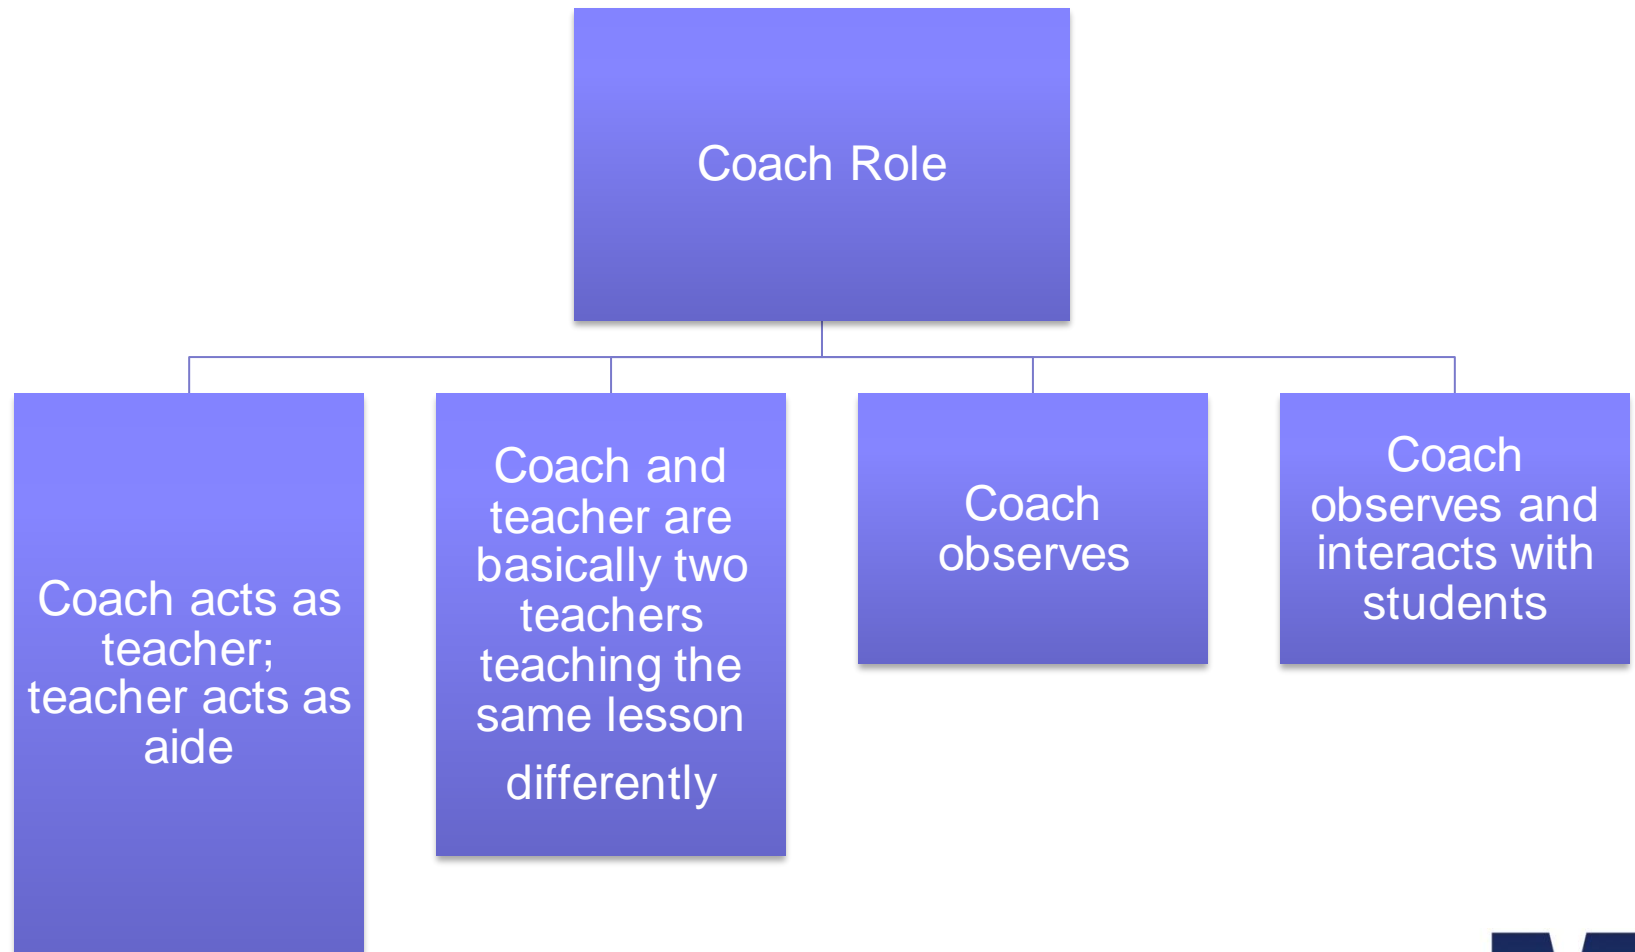 Coach Role
Coach acts as
teacher;
teacher acts as
aide
Coach and
teacher are
basically two
teachers
teaching the
same lesson
differently
Coach
observes
Coach
observes and
interacts with
students